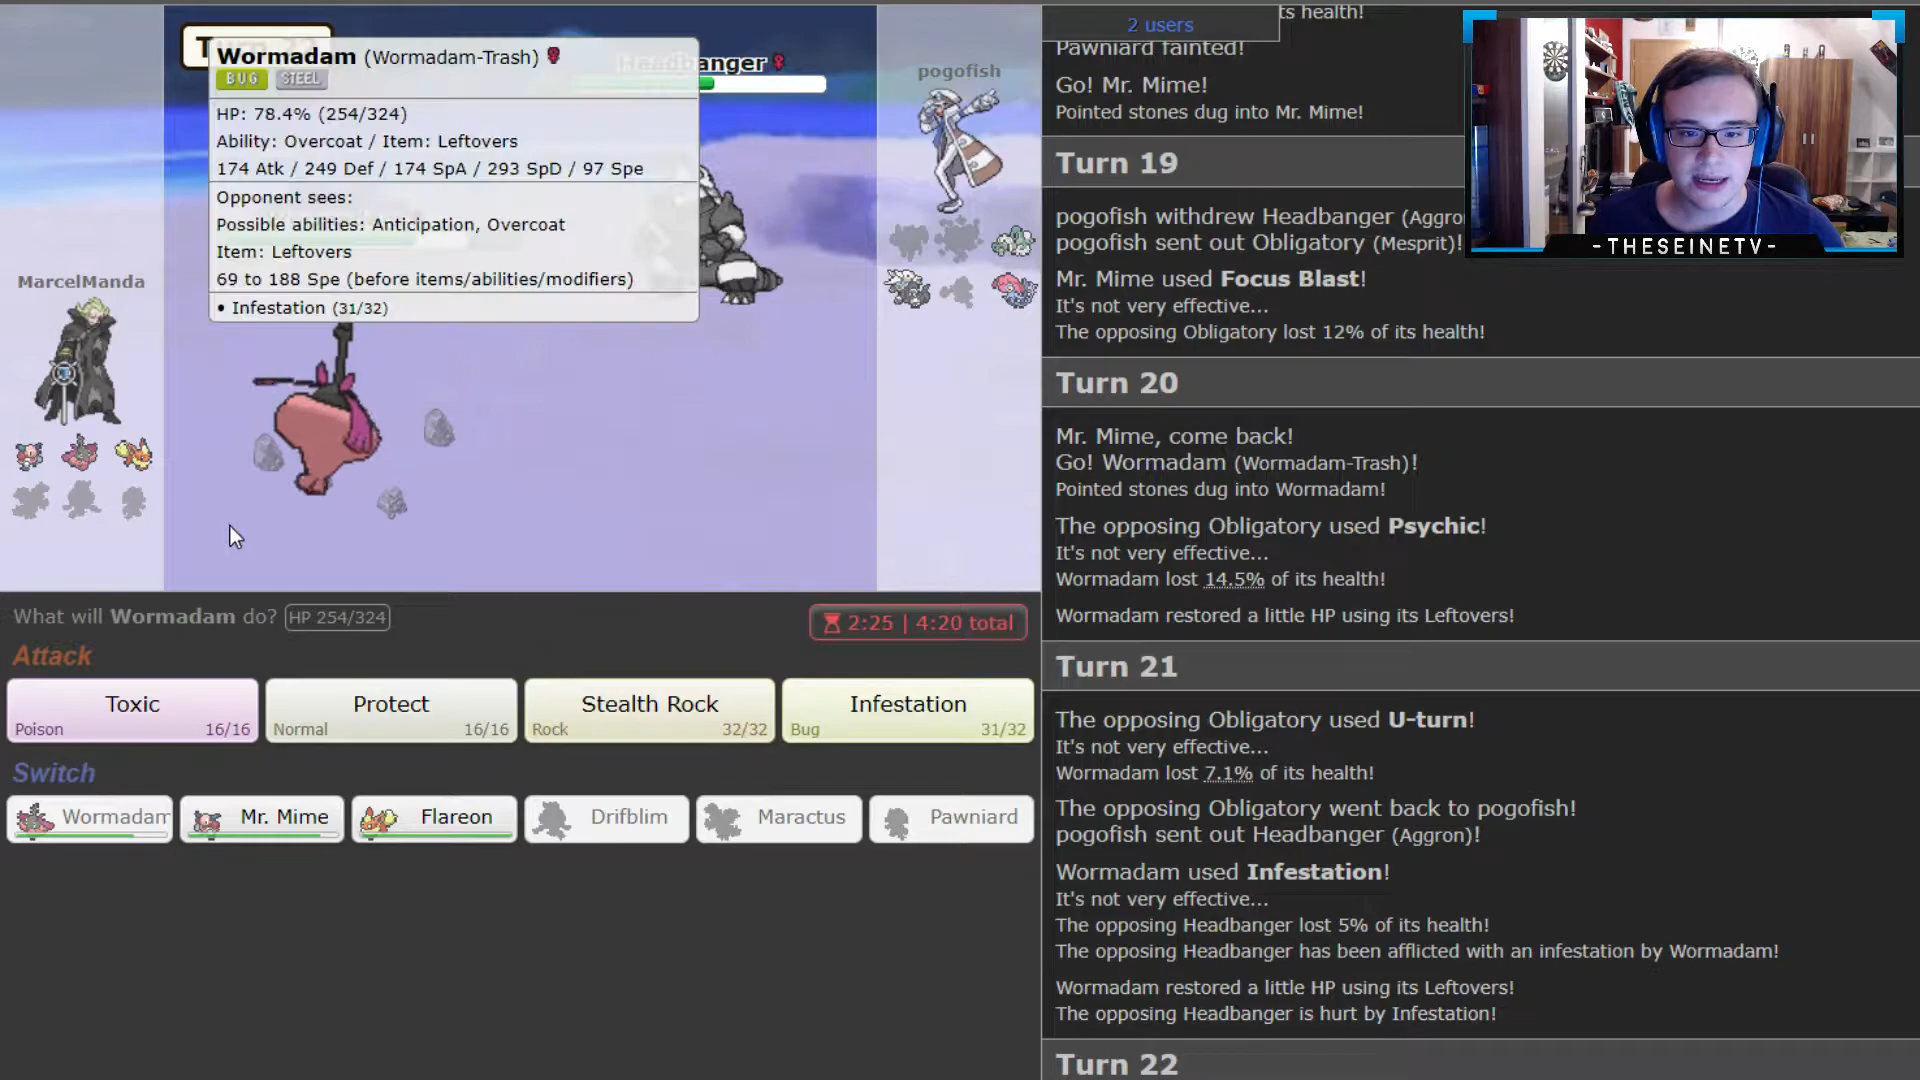 Wormadam (Wormadam-Trash)
BUG STEEL
HP: 78.4% (254/324)
Ability: Overcoat / Item: Leftovers
174 Atk / 249 Def / 174 SpA / 293 SpD / 97 Spe
Opponent sees:
Possible abilities: Anticipation, Overcoat
Item: Leftovers
69 to 188 Spe (before items/abilities/modifiers)
• Infestation (31/32)
MarcelManda
pogofish
What will Wormadam do? HP 254/324
2:25 | 4:20 total
Attack
Toxic
Poison 16/16
Protect
Normal 16/16
Stealth Rock
Rock 32/32
Infestation
Bug 31/32
Switch
Wormadam
Mr. Mime
Flareon
Drifblim
Maractus
Pawniard
2 users
ts health!
Pawniard fainted!
Go! Mr. Mime!
Pointed stones dug into Mr. Mime!
Turn 19
pogofish withdrew Headbanger (Aggro
pogofish sent out Obligatory (Mesprit)!
Mr. Mime used Focus Blast!
It's not very effective...
The opposing Obligatory lost 12% of its health!
Turn 20
Mr. Mime, come back!
Go! Wormadam (Wormadam-Trash)!
Pointed stones dug into Wormadam!
The opposing Obligatory used Psychic!
It's not very effective...
Wormadam lost 14.5% of its health!
Wormadam restored a little HP using its Leftovers!
Turn 21
The opposing Obligatory used U-turn!
It's not very effective...
Wormadam lost 7.1% of its health!
The opposing Obligatory went back to pogofish!
pogofish sent out Headbanger (Aggron)!
Wormadam used Infestation!
It's not very effective...
The opposing Headbanger lost 5% of its health!
The opposing Headbanger has been afflicted with an infestation by Wormadam!
Wormadam restored a little HP using its Leftovers!
The opposing Headbanger is hurt by Infestation!
Turn 22
-THESEINETV-